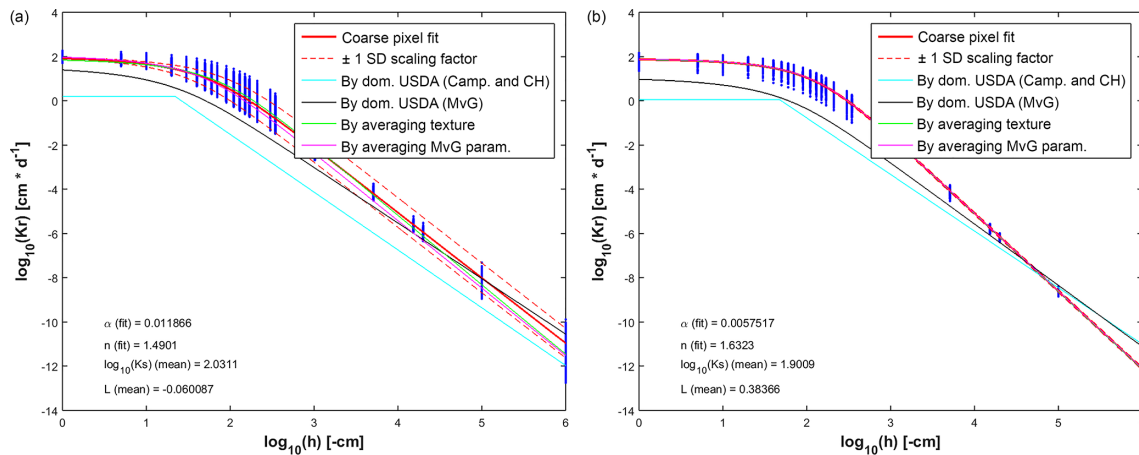 (a)
Coarse pixel fit
± 1 SD scaling factor
By dom. USDA (Camp. and CH)
By dom. USDA (MvG)
By averaging texture
By averaging MvG param.
4
2
0
-2
-4
-6
-8
-10
-12
-14
log10(Kr) [cm * d-1]
α (fit) = 0.011866
n (fit) = 1.4901
log10(Ks) (mean) = 2.0311
L (mean) = -0.060087
0 1 2 3 4 5 6
log10(h) [-cm]
(b)
Coarse pixel fit
± 1 SD scaling factor
By dom. USDA (Camp. and CH)
By dom. USDA (MvG)
By averaging texture
By averaging MvG param.
4
2
0
-2
-4
-6
-8
-10
-12
-14
log10(Kr) [cm * d-1]
α (fit) = 0.0057517
n (fit) = 1.6323
log10(Ks) (mean) = 1.9009
L (mean) = 0.38366
0 1 2 3 4 5
log10(h) [-cm]